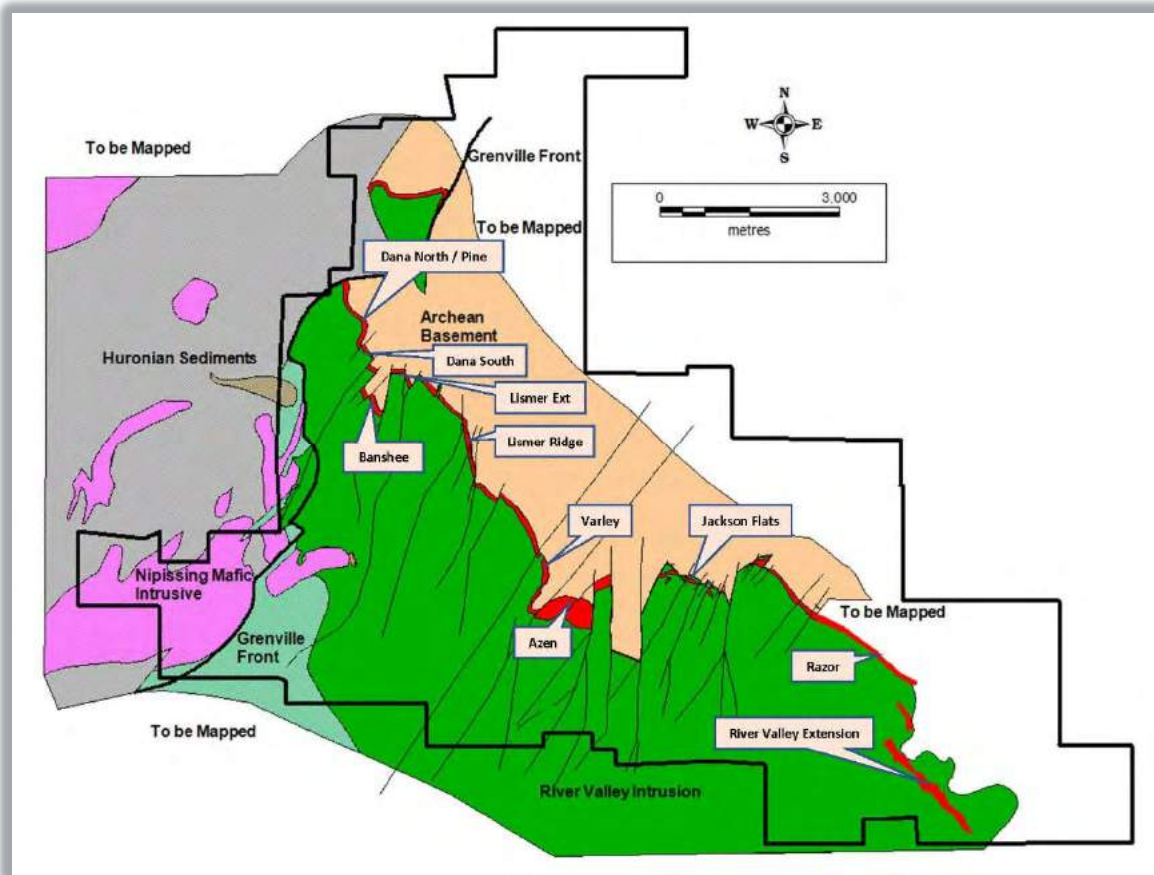 N
W E
S
To be Mapped
Grenville Front
0 3,000
metres
To be Mapped
Dana North / Pine
Archean
Basement
Huronian Sediments
Dana South
Lismer Ext
Lismer Ridge
Banshee
Varley
Jackson Flats
Nipissing Mafic
Intrusive
To be Mapped
Grenville
Front
Azen
Razor
To be Mapped
River Valley Extension
River Valley Intrusion